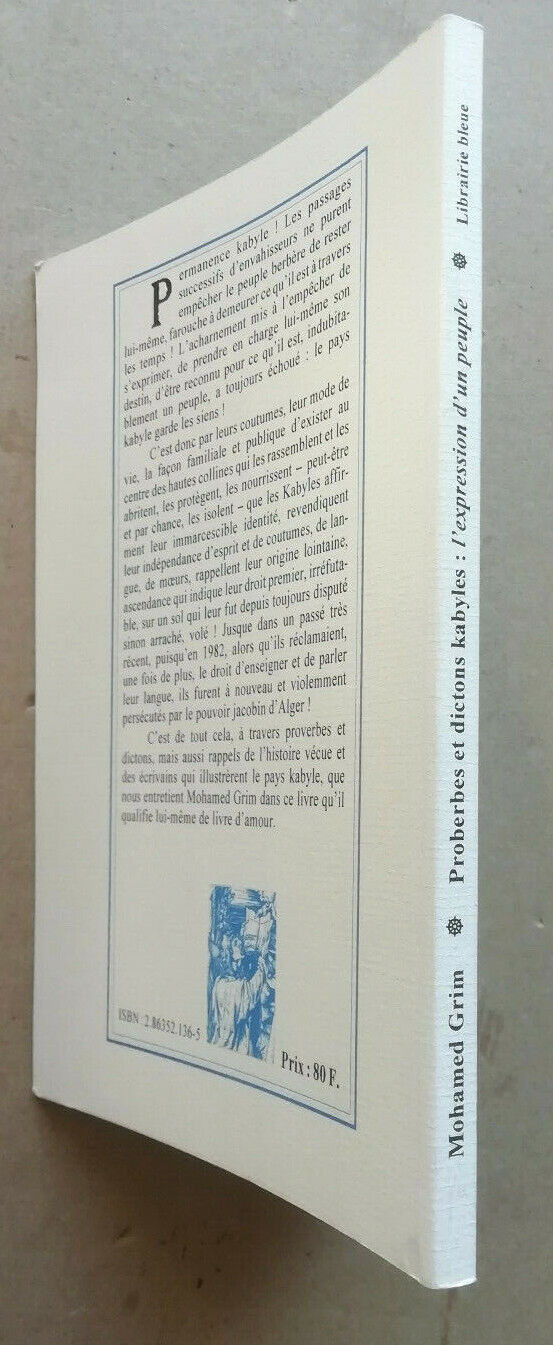 Permanence kabyle ! Les passages
successifs d'envahisseurs ne purent
empêcher le peuple berbère de rester
lui-même, farouche à demeurer ce qu'il est à travers
les temps ! L'acharnement mis à l'empêcher de
s'exprimer, de prendre en charge lui-même son
destin, d'être reconnu pour ce qu'il est, indubita-
blement un peuple, a toujours échoué : le pays
kabyle garde les siens !
C'est donc par leurs coutumes, leur mode de
vie, la façon familiale et publique d'exister au
centre des hautes collines qui les rassemblent et les
abritent, les protègent, les nourrissent – peut-être
et par chance, les isolent – que les Kabyles affir-
ment leur immarcescible identité, revendiquent
leur indépendance d'esprit et de coutumes, de lan-
gue, de mœurs, rappellent leur origine lointaine,
ascendance qui indique leur droit premier, irréfuta-
ble, sur un sol qui leur fut depuis toujours disputé
sinon arraché, volé ! Jusque dans un passé très
récent, puisqu'en 1982, alors qu'ils réclamaient,
une fois de plus, le droit d'enseigner et de parler
leur langue, ils furent à nouveau et violemment
persécutés par le pouvoir jacobin d'Alger !
C'est de tout cela, à travers proverbes et
dictons, mais aussi rappels de l'histoire vécue et
des écrivains qui illustrèrent le pays kabyle, que
nous entretient Mohamed Grim dans ce livre qu'il
qualifie lui-même de livre d'amour.
ISBN 2.86352.136-5
Prix : 80 F.
Mohamed Grim ☸ Proberbes et dictons kabyles : l'expression d'un peuple ☸ Librairie bleue